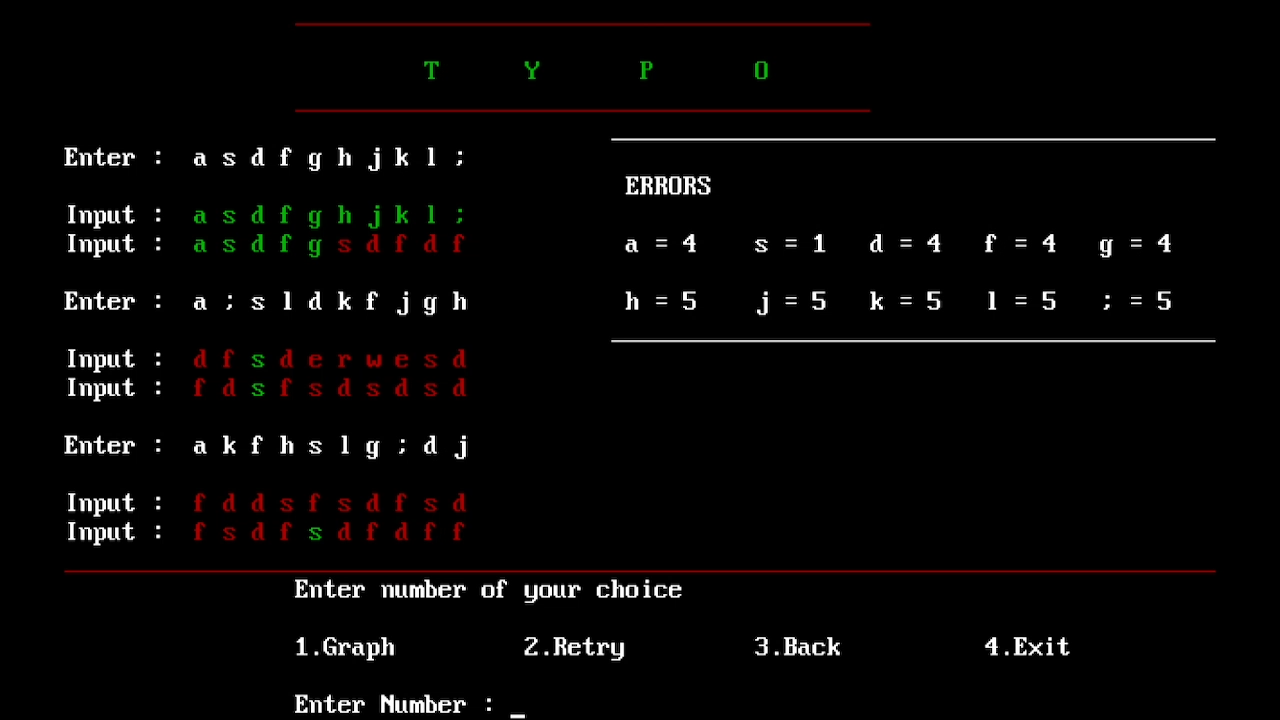 T Y P O
Enter : a s d f g h j k l ;
Input : a s d f g h j k l ;
Input : a s d f g s d f d f
Enter : a ; s l d k f j g h
Input : d f s d e r w e s d
Input : f d s f s d s d s d
Enter : a k f h s l g ; d j
Input : f d d s f s d f s d
Input : f s d f s d f d f f
ERRORS
a = 4 s = 1 d = 4 f = 4 g = 4
h = 5 j = 5 k = 5 l = 5 ; = 5
Enter number of your choice
1.Graph 2.Retry 3.Back 4.Exit
Enter Number : _